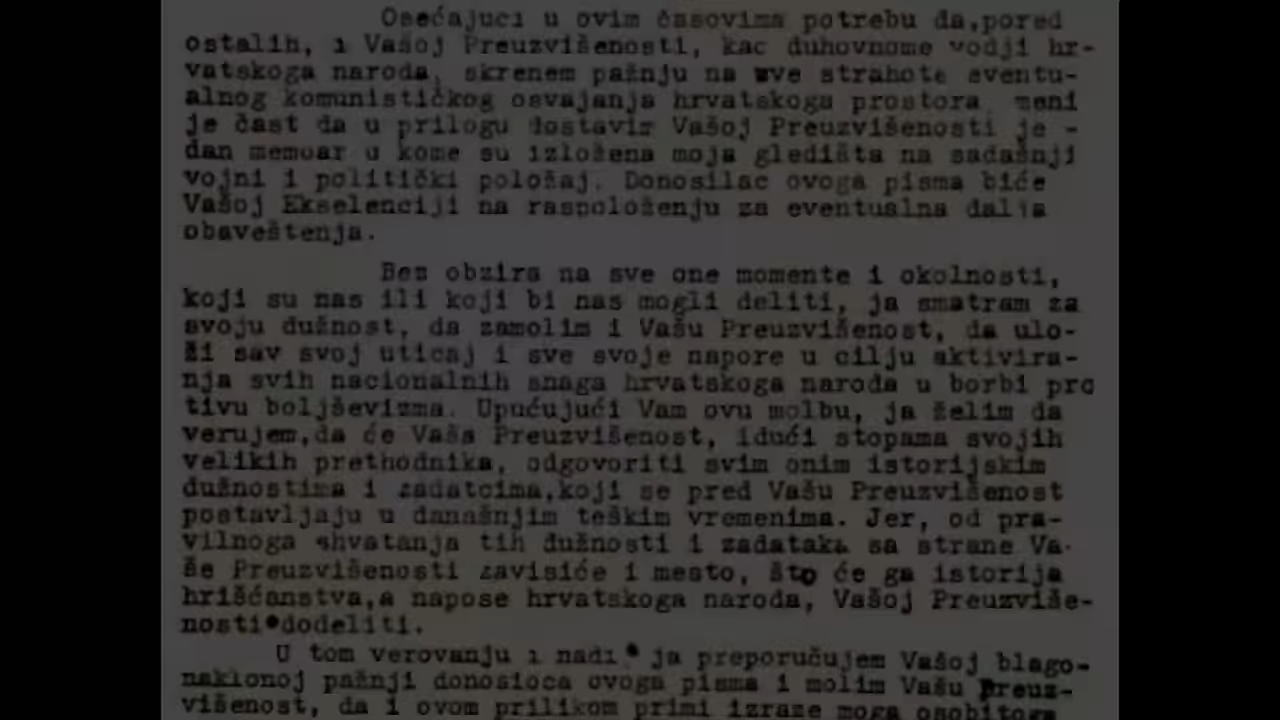 Osećajući u ovim časovima potrebu da,pored
ostalih, i Vašoj Preuzvišenosti, kao duhovnome vodji hr-
vatskoga naroda, skrenem pažnju na sve strahote eventu-
alnog komunističkog osvajanja hrvatskoga prostora meni
je čast da u prilogu dostavim Vašoj Preuzvišenosti je -
dan memoar u kome su izložena moja gledišta na sadašnji
vojni i politički položaj. Donosilac ovoga pisma biće
Vašoj Ekselenciji na raspoloženju za eventualna dalja
obaveštenja.
Bez obzira na sve one momente i okolnosti,
koji su nas ili koji bi nas mogli deliti, ja smatram za
svoju dužnost, da zamolim i Vašu Preuzvišenost, da ulo-
ži sav svoj uticaj i sve svoje napore u cilju aktivira-
nja svih nacionalnih snaga hrvatskoga naroda u borbi pro
tivu boljševizma. Upućujući Vam ovu molbu, ja želim da
verujem,da će Vaša Preuzvišenost, idući stopama svojih
velikih prethodnika, odgovoriti svim onim istorijskim
dužnostima i zadatcima,koji se pred Vašu Preuzvišenost
postavljaju u današnjim teškim vremenima. Jer, od pra-
vilnoga shvatanja tih dužnosti i zadataka sa strane Va-
še Preuzvišenosti zavisiće i mesto, što će ga istorija
hrišćanstva,a napose hrvatskoga naroda, Vašoj Preuzviše-
nosti dodeliti.
U tom verovanju i nadi ja preporučujem Vašoj blago-
naklonoj pažnji donosioca ovoga pisma i molim Vašu Preuz-
višenost, da i ovom prilikom primi izraze moga osobitoga